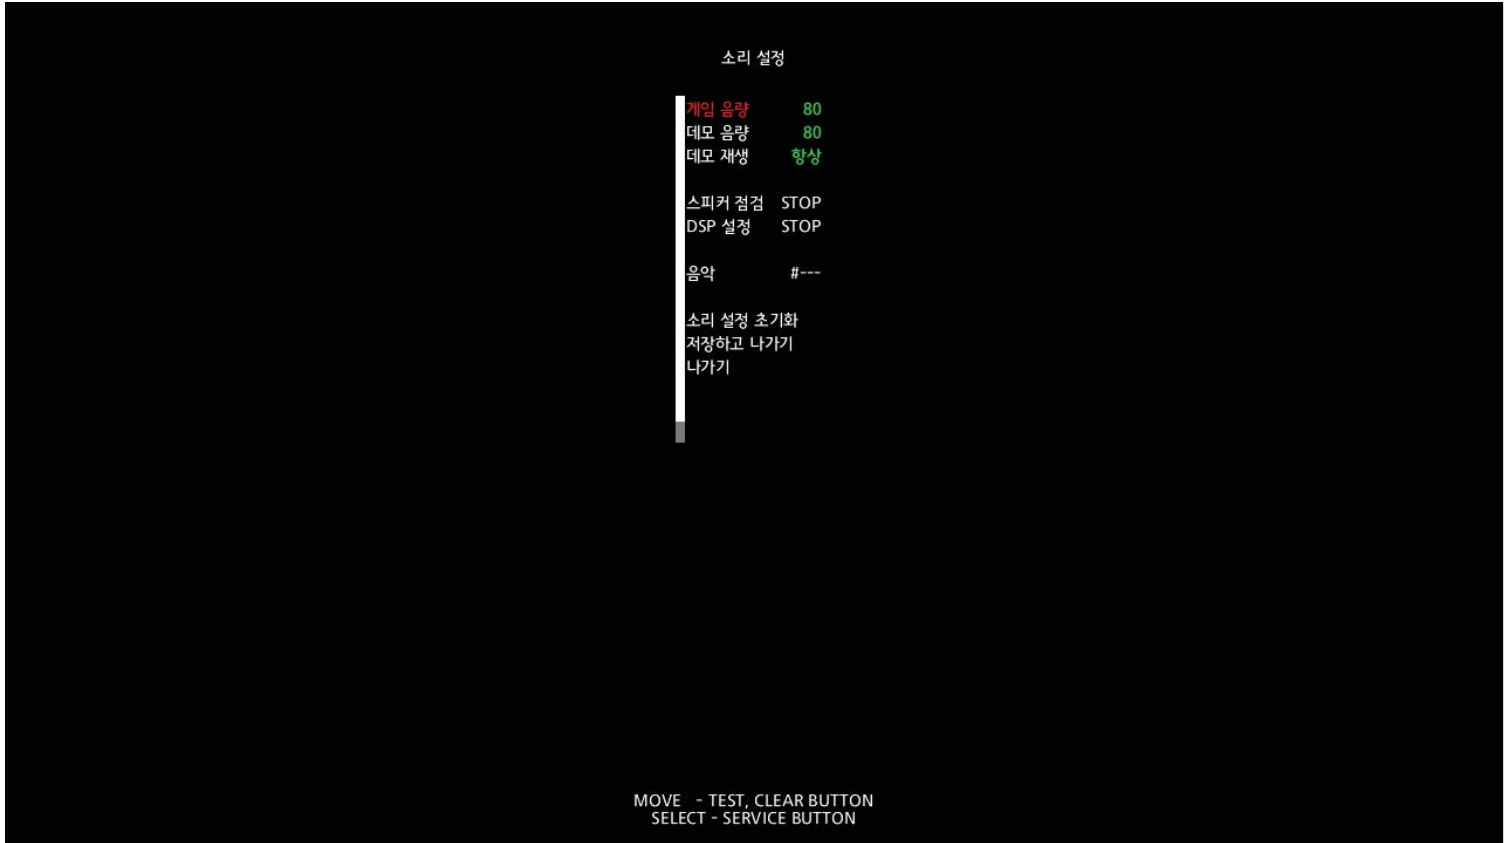 소리 설정
게임 음량 80
데모 음량 80
데모 재생 항상
스피커 점검 STOP
DSP 설정 STOP
음악 #---
소리 설정 초기화
저장하고 나가기
나가기
MOVE - TEST, CLEAR BUTTON
SELECT - SERVICE BUTTON